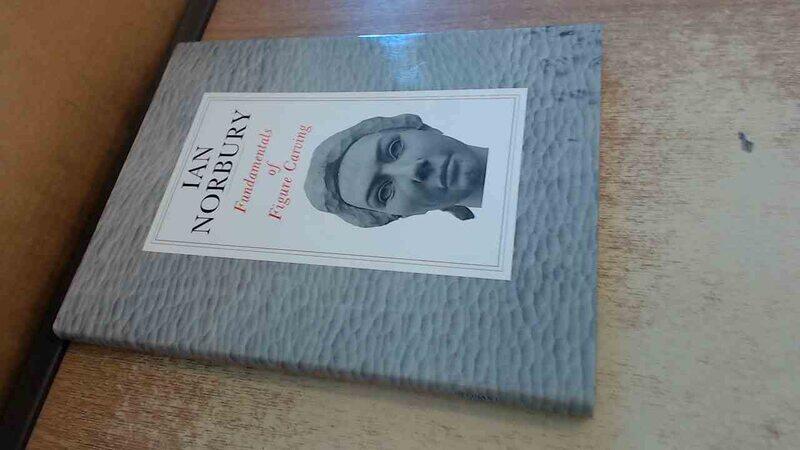 IAN
NORBURY
Fundamentals
of
Figure Carving